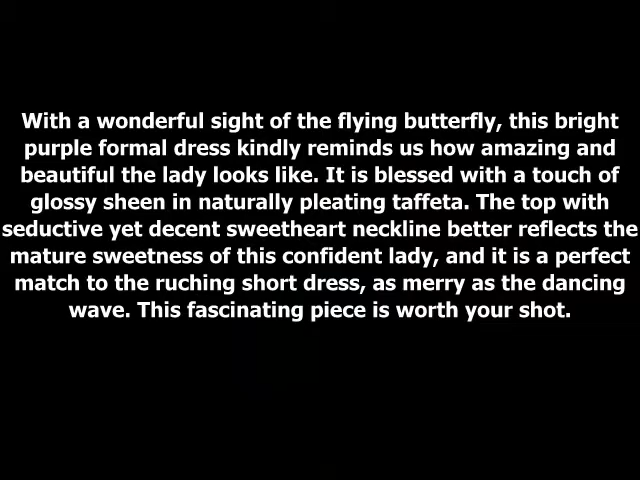 With a wonderful sight of the flying butterfly, this bright
purple formal dress kindly reminds us how amazing and
beautiful the lady looks like. It is blessed with a touch of
glossy sheen in naturally pleating taffeta. The top with
seductive yet decent sweetheart neckline better reflects the
mature sweetness of this confident lady, and it is a perfect
match to the ruching short dress, as merry as the dancing
wave. This fascinating piece is worth your shot.